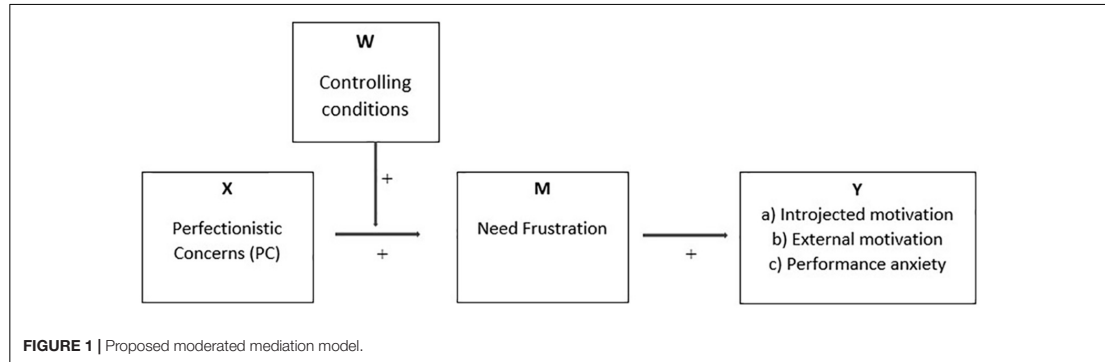 W
Controlling
conditions
+
X
Perfectionistic
Concerns (PC)
+
M
Need Frustration
+
Y
a) Introjected motivation
b) External motivation
c) Performance anxiety
FIGURE 1 | Proposed moderated mediation model.